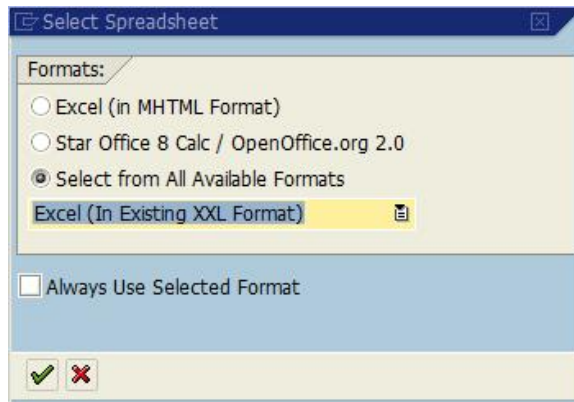 Select Spreadsheet
Formats:
Excel (in MHTML Format)
Star Office 8 Calc / OpenOffice.org 2.0
Select from All Available Formats
Excel (In Existing XXL Format)
Always Use Selected Format